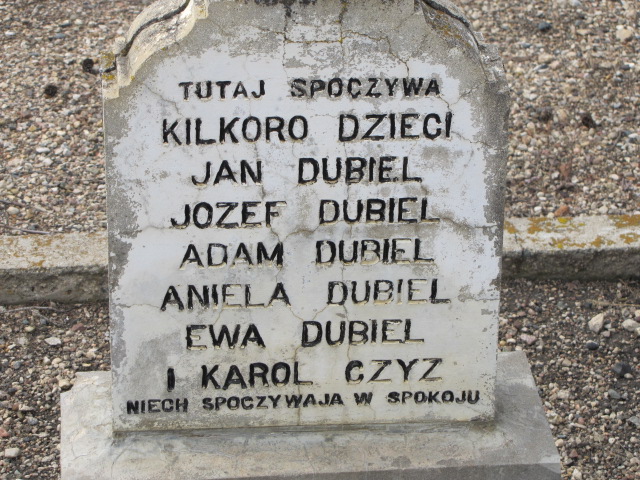 TUTAJ SPOCZYWA
KILKORO DZIECI
JAN DUBIEL
JOZEF DUBIEL
ADAM DUBIEL
ANIELA DUBIEL
EWA DUBIEL
I KAROL CZYZ
NIECH SPOCZYWAJA W SPOKOJU